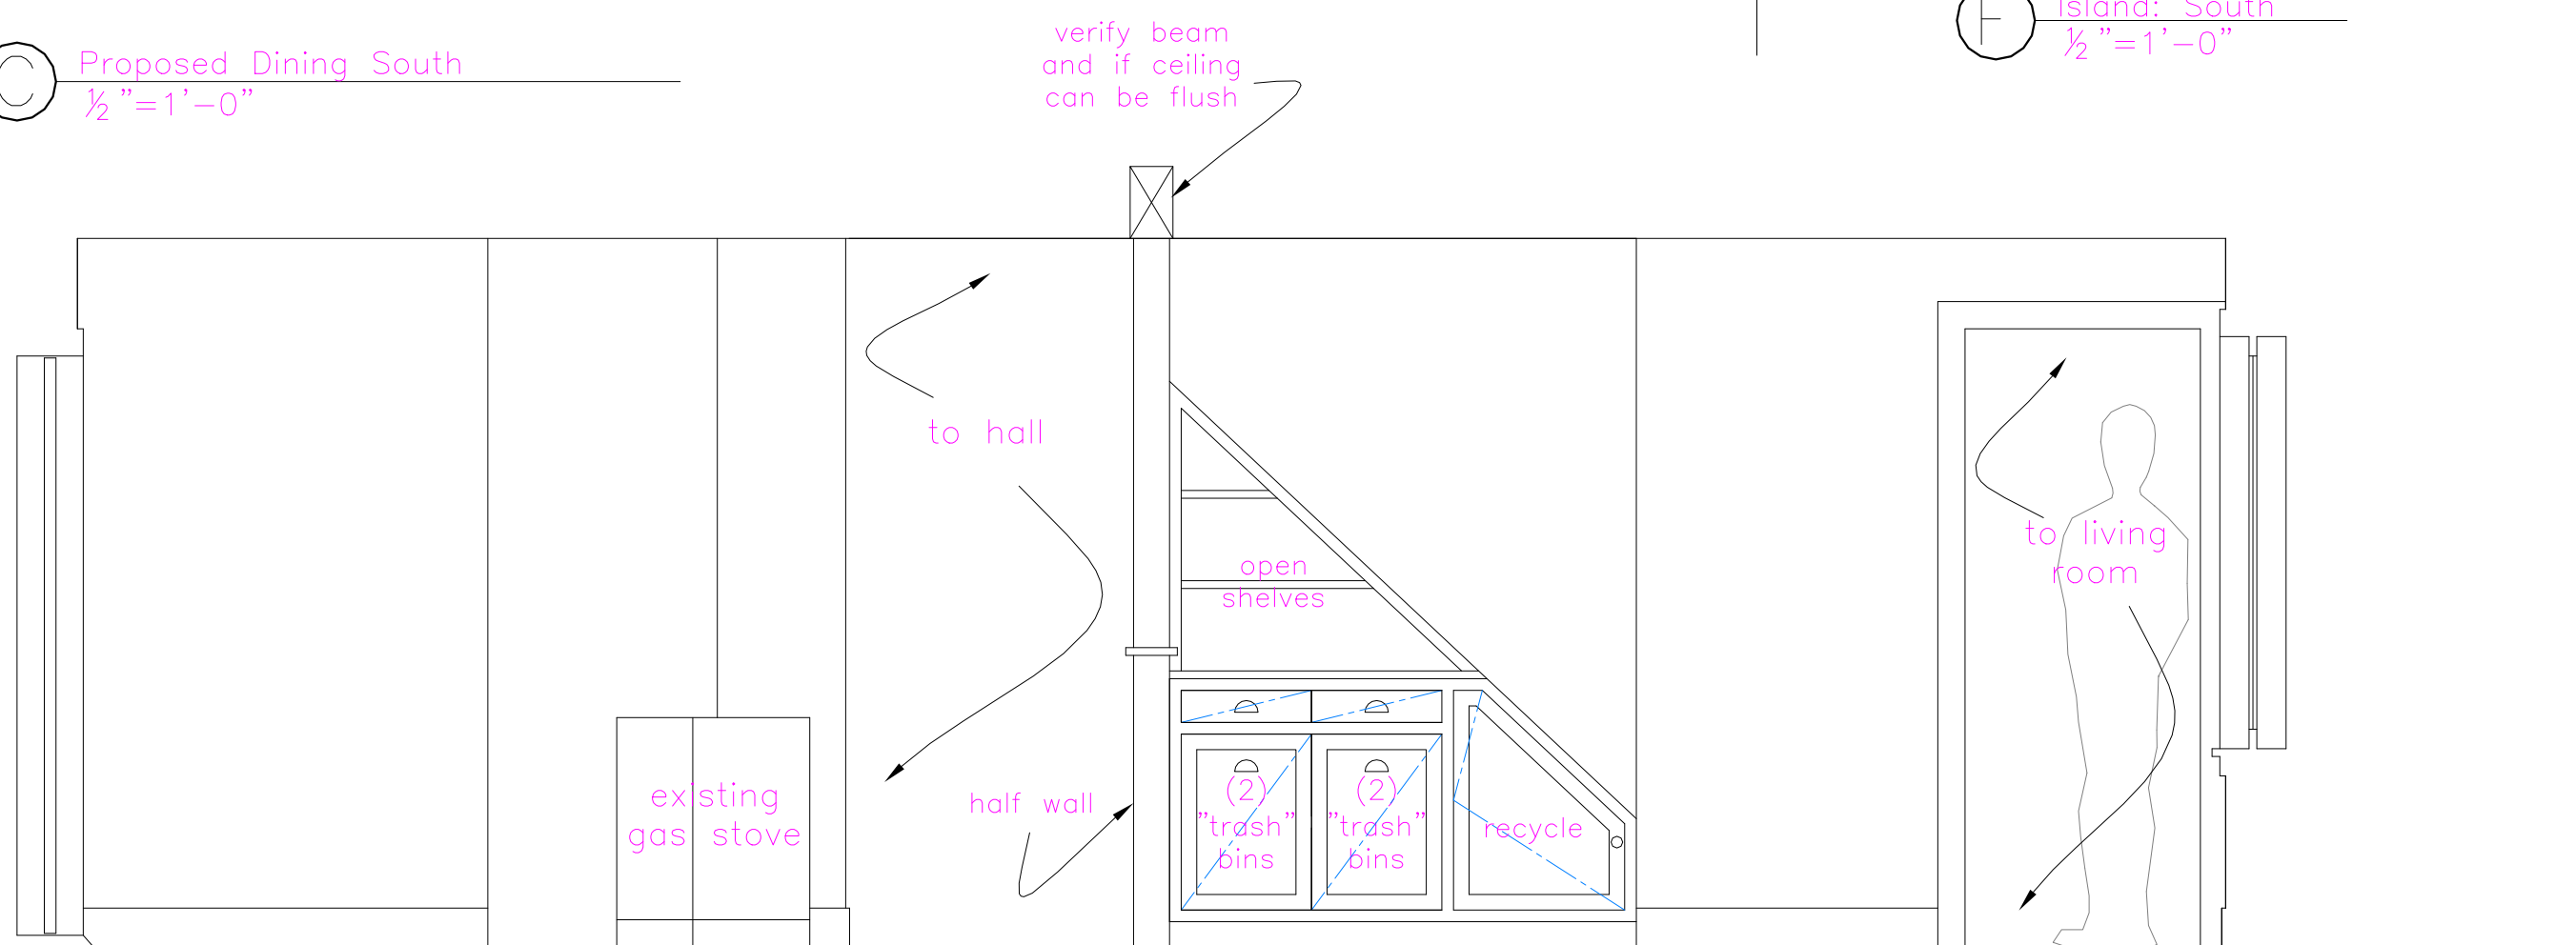 C
Proposed Dining South
½"=1'-0"
verify beam
and if ceiling
can be flush
F
Island: South
½"=1'-0"
to hall
open
shelves
to living
room
existing
gas stove
half wall
(2)
"trash"
bins
(2)
"trash"
bins
recycle